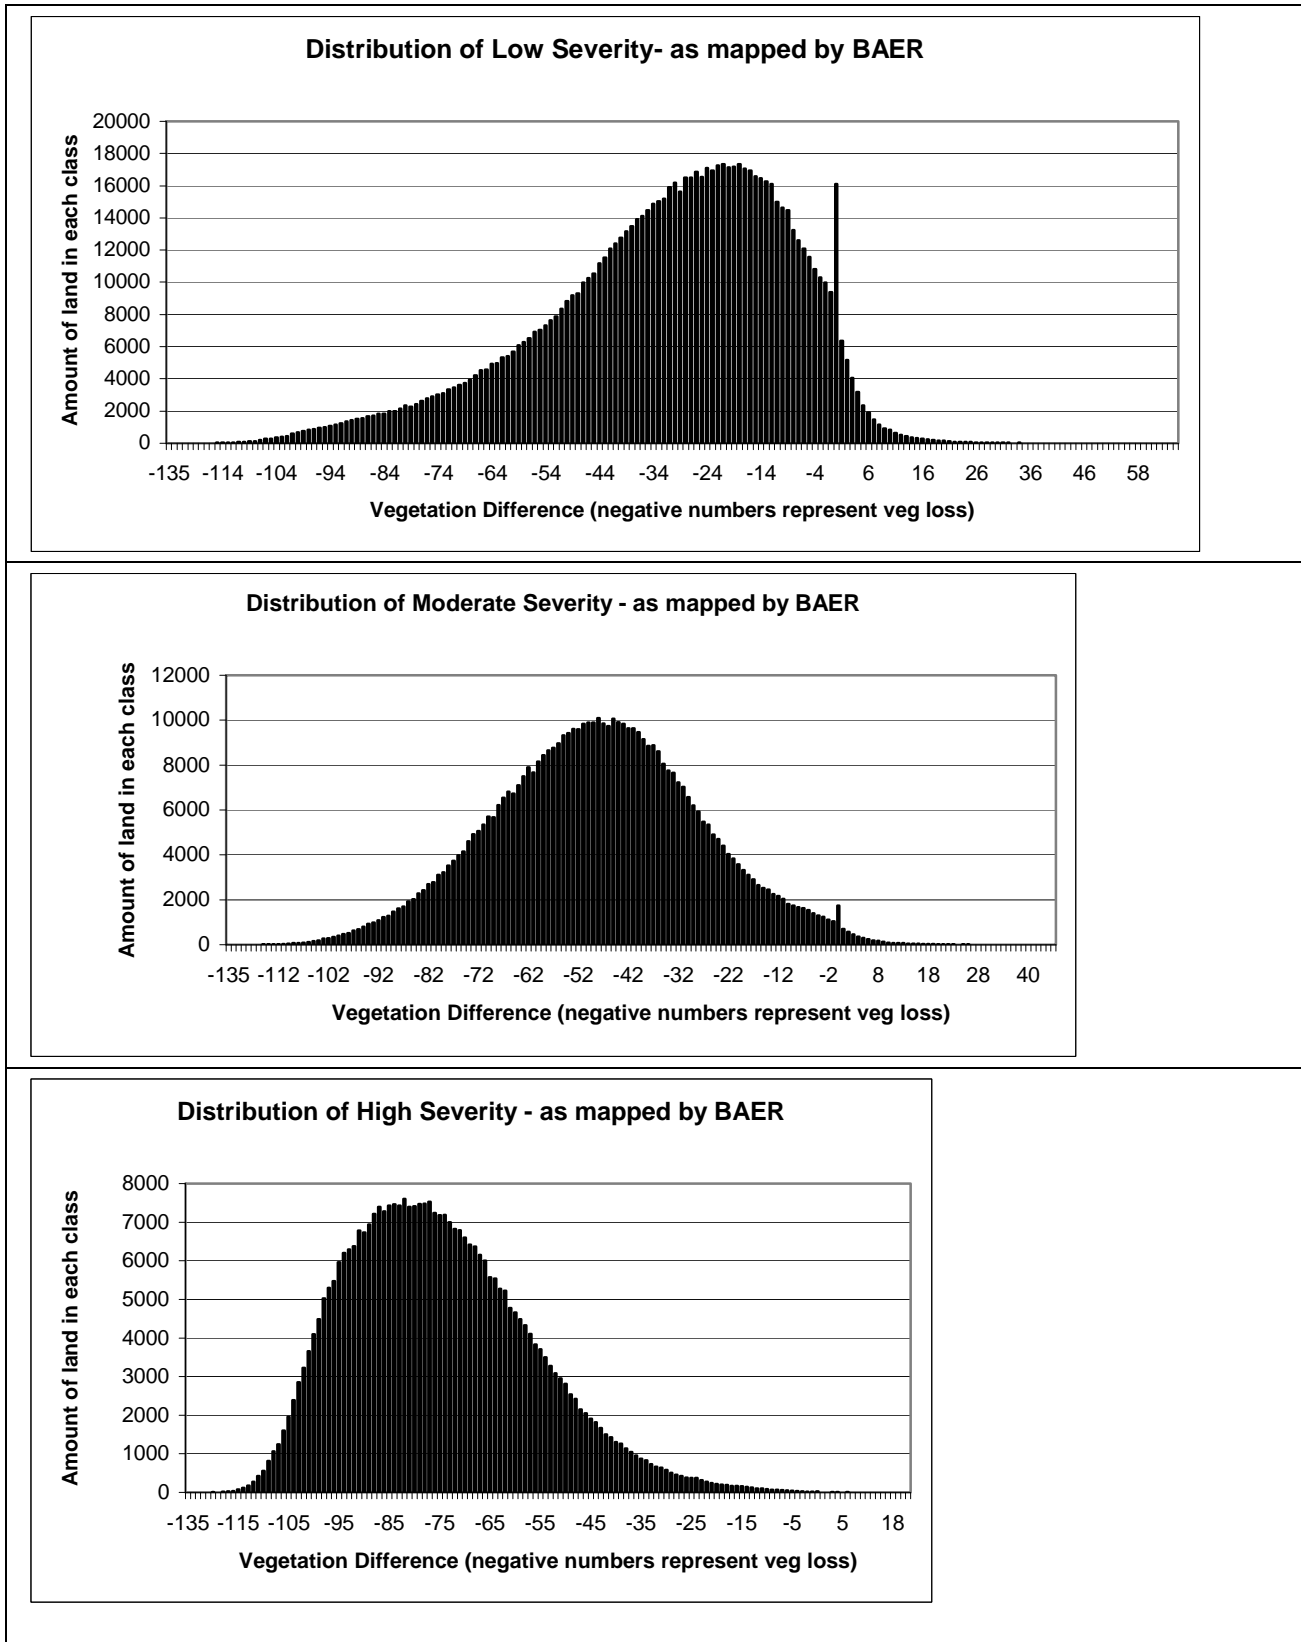 Distribution of Low Severity- as mapped by BAER
Amount of land in each class
20000
18000
16000
14000
12000
10000
8000
6000
4000
2000
0
-135 -114 -104 -94 -84 -74 -64 -54 -44 -34 -24 -14 -4 6 16 26 36 46 58
Vegetation Difference (negative numbers represent veg loss)
Distribution of Moderate Severity - as mapped by BAER
Amount of land in each class
12000
10000
8000
6000
4000
2000
0
-135 -112 -102 -92 -82 -72 -62 -52 -42 -32 -22 -12 -2 8 18 28 40
Vegetation Difference (negative numbers represent veg loss)
Distribution of High Severity - as mapped by BAER
Amount of land in each class
8000
7000
6000
5000
4000
3000
2000
1000
0
-135 -115 -105 -95 -85 -75 -65 -55 -45 -35 -25 -15 -5 5 18
Vegetation Difference (negative numbers represent veg loss)